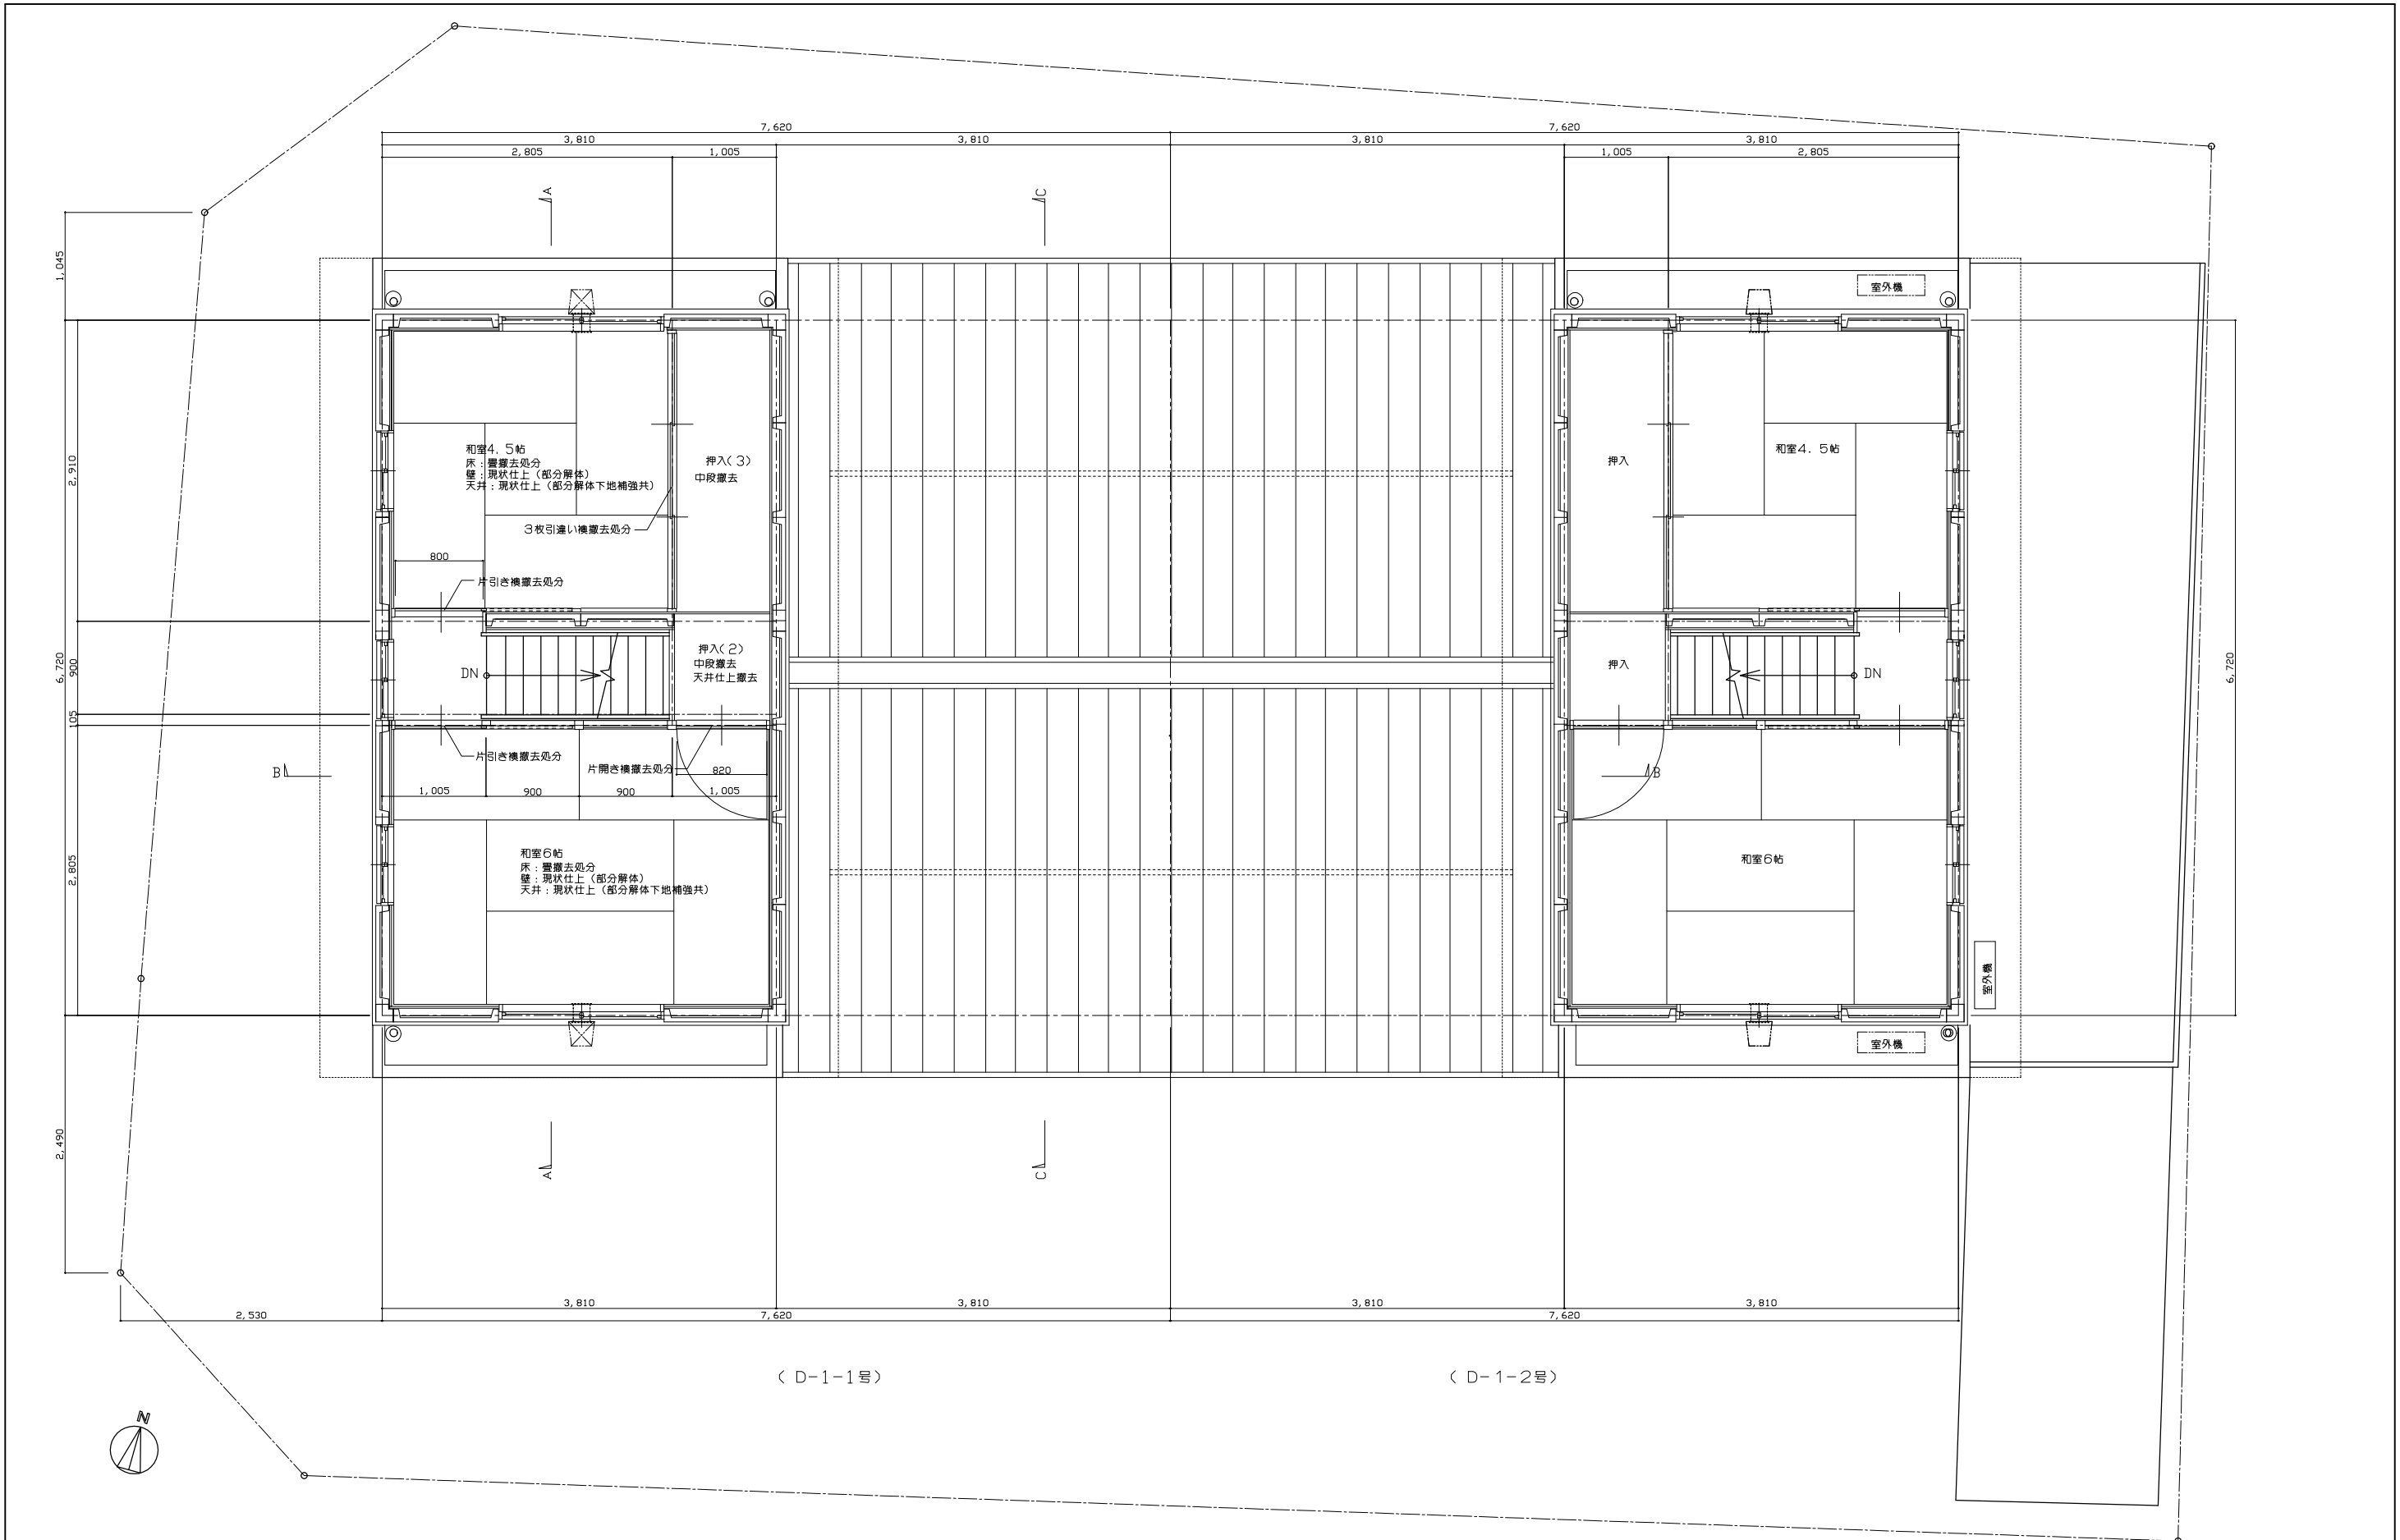 7,620
7,620
3,810
3,810
3,810
3,810
2,805
1,005
1,005
2,805
A
C
1,045
2,910
6,720
900
105
2,805
2,490
6,720
室外機
和室4.5帖
床：畳撤去処分
壁：現状仕上（部分解体）
天井：現状仕上（部分解体下地補強共）
押入(3)
中段撤去
3枚引違い襖撤去処分
800
片引き襖撤去処分
押入(2)
中段撤去
天井仕上撤去
DN
片引き襖撤去処分
片開き襖撤去処分
820
B
1,005
900
900
1,005
和室6帖
床：畳撤去処分
壁：現状仕上（部分解体）
天井：現状仕上（部分解体下地補強共）
押入
和室4.5帖
押入
DN
B
和室6帖
室外機
室外機
A
C
3,810
3,810
3,810
3,810
2,530
7,620
7,620
( D-1-1号)
( D-1-2号)
N